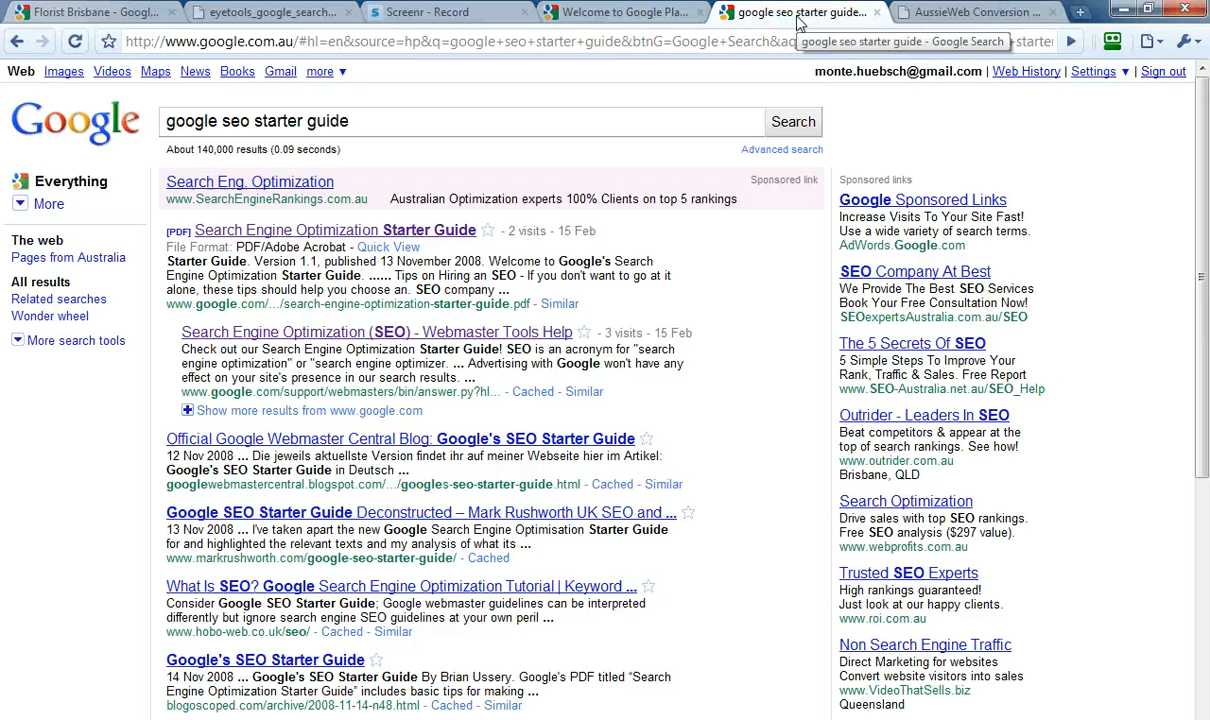 Florist Brisbane - Googl...
eyetools_google_search...
Screenr - Record
Welcome to Google Pla...
google seo starter guide...
AussieWeb Conversion ...
http://www.google.com.au/#hl=en&source=hp&q=google+seo+starter+guide&btnG=Google+Search&aq
google seo starter guide - Google Search
+starter
Web Images Videos Maps News Books Gmail more
monte.huebsch@gmail.com | Web History | Settings | Sign out
Google
google seo starter guide
Search
About 140,000 results (0.09 seconds)
Advanced search
Everything
More
The web
Pages from Australia
All results
Related searches
Wonder wheel
More search tools
Search Eng. Optimization
Sponsored link
www.SearchEngineRankings.com.au Australian Optimization experts 100% Clients on top 5 rankings
[PDF] Search Engine Optimization Starter Guide - 2 visits - 15 Feb
File Format: PDF/Adobe Acrobat - Quick View
Starter Guide. Version 1.1, published 13 November 2008. Welcome to Google's Search
Engine Optimization Starter Guide. ...... Tips on Hiring an SEO - If you don't want to go at it
alone, these tips should help you choose an. SEO company ...
www.google.com/.../search-engine-optimization-starter-guide.pdf - Similar
Search Engine Optimization (SEO) - Webmaster Tools Help - 3 visits - 15 Feb
Check out our Search Engine Optimization Starter Guide! SEO is an acronym for "search
engine optimization" or "search engine optimizer. ... Advertising with Google won't have any
effect on your site's presence in our search results. ...
www.google.com/support/webmasters/bin/answer.py?hl... - Cached - Similar
Show more results from www.google.com
Official Google Webmaster Central Blog: Google's SEO Starter Guide
12 Nov 2008 ... Die jeweils aktuellste Version findet ihr auf meiner Webseite hier im Artikel:
Google's SEO Starter Guide in Deutsch ...
googlewebmastercentral.blogspot.com/.../googles-seo-starter-guide.html - Cached - Similar
Google SEO Starter Guide Deconstructed – Mark Rushworth UK SEO and ...
13 Nov 2008 ... I've taken apart the new Google Search Engine Optimisation Starter Guide
for and highlighted the relevant texts and my analysis of what its ...
www.markrushworth.com/google-seo-starter-guide/ - Cached
What Is SEO? Google Search Engine Optimization Tutorial | Keyword ...
Consider Google SEO Starter Guide; Google webmaster guidelines can be interpreted
differently but ignore search engine SEO guidelines at your own peril ...
www.hobo-web.co.uk/seo/ - Cached - Similar
Google's SEO Starter Guide
14 Nov 2008 ... Google's SEO Starter Guide By Brian Ussery. Google's PDF titled "Search
Engine Optimization Starter Guide" includes basic tips for making ...
blogoscoped.com/archive/2008-11-14-n48.html - Cached - Similar
Sponsored links
Google Sponsored Links
Increase Visits To Your Site Fast!
Use a wide variety of search terms.
AdWords.Google.com
SEO Company At Best
We Provide The Best SEO Services
Book Your Free Consultation Now!
SEOexpertsAustralia.com.au/SEO
The 5 Secrets Of SEO
5 Simple Steps To Improve Your
Rank, Traffic & Sales. Free Report
www.SEO-Australia.net.au/SEO_Help
Outrider - Leaders In SEO
Beat competitors & appear at the
top of search rankings. See how!
www.outrider.com.au
Brisbane, QLD
Search Optimization
Drive sales with top SEO rankings.
Free SEO analysis ($297 value).
www.webprofits.com.au
Trusted SEO Experts
High rankings guaranteed!
Just look at our happy clients.
www.roi.com.au
Non Search Engine Traffic
Direct Marketing for websites
Convert website visitors into sales
www.VideoThatSells.biz
Queensland